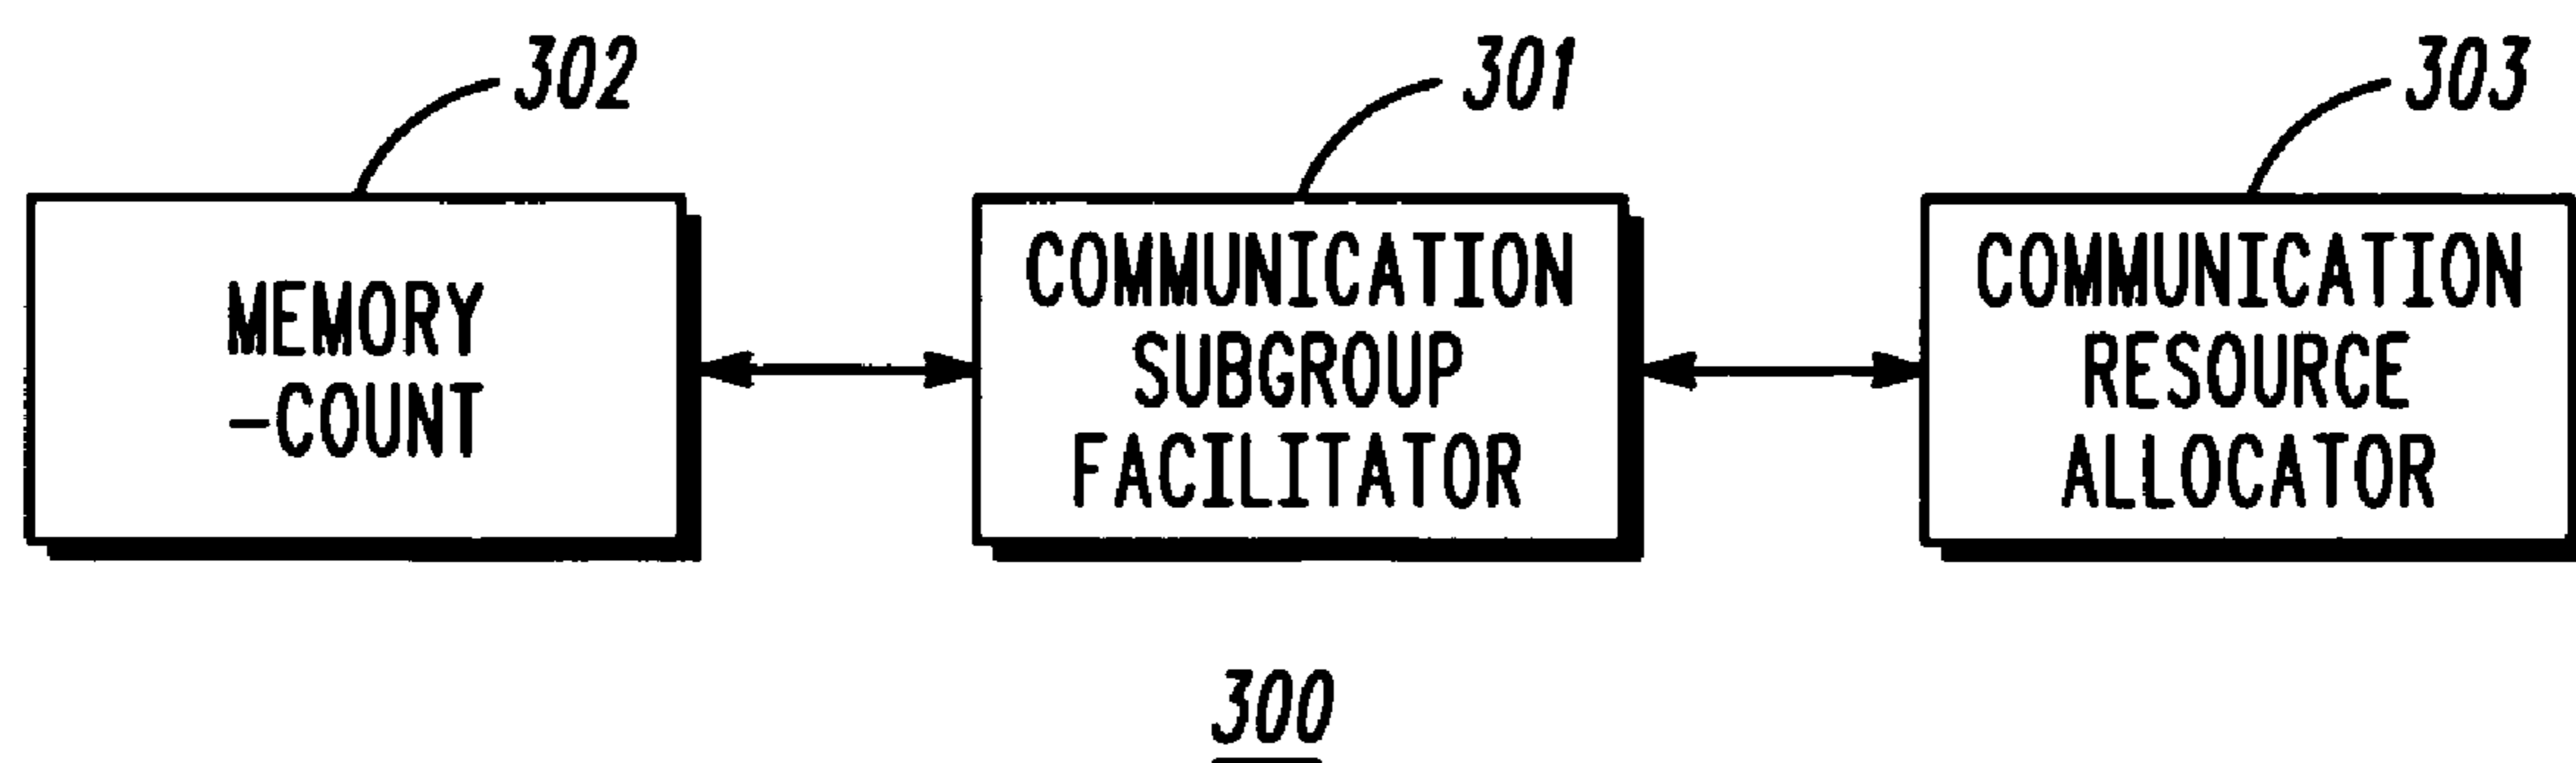 302
301
303
MEMORY
-COUNT
COMMUNICATION
SUBGROUP
FACILITATOR
COMMUNICATION
RESOURCE
ALLOCATOR
300